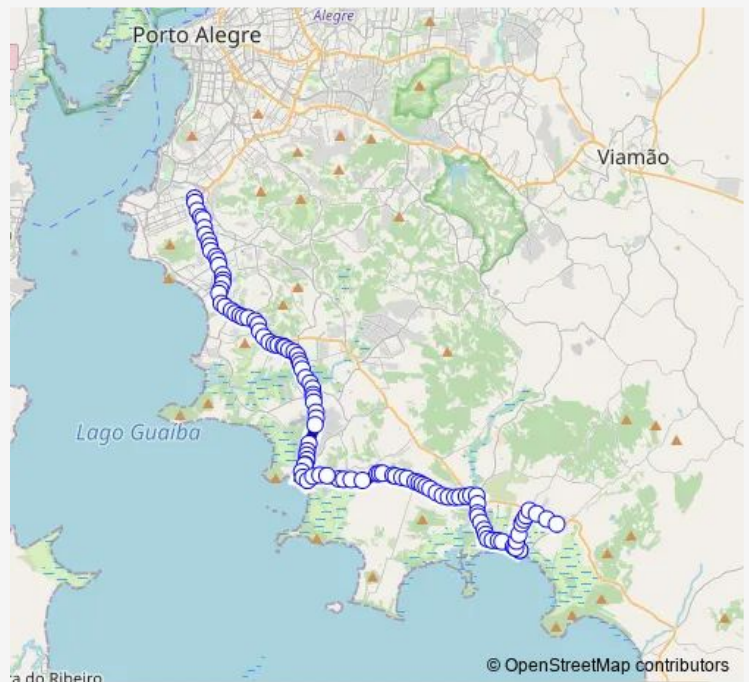 Alegre
Porto Alegre
Viamão
Lago Guaíba
© OpenStreetMap contributors
a do Ribeiro